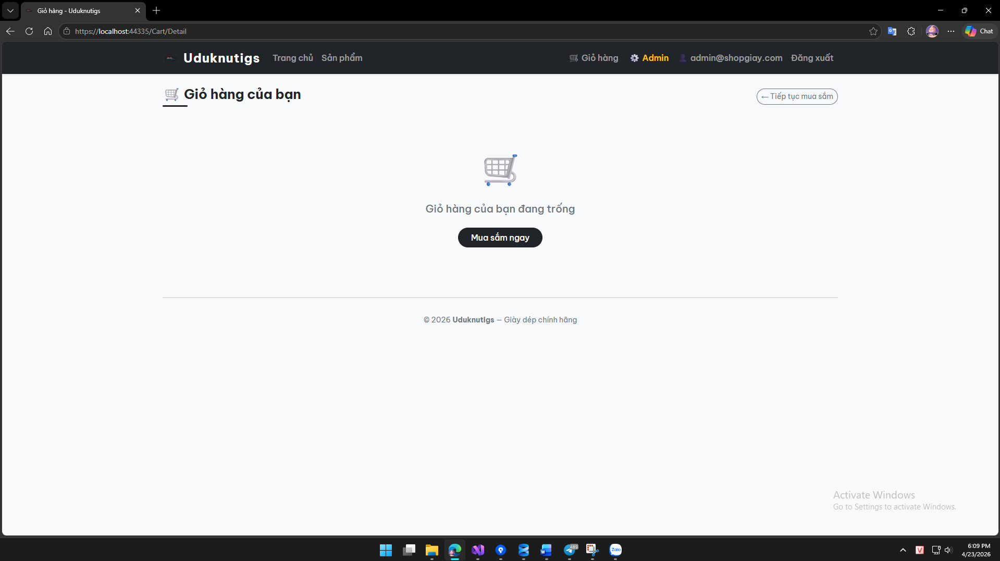 Giỏ hàng - Uduknutigs
https://localhost:44335/Cart/Detail
Chat
Uduknutigs Trang chủ Sản phẩm Giỏ hàng Admin admin@shopgiay.com Đăng xuất
Giỏ hàng của bạn
← Tiếp tục mua sắm
Giỏ hàng của bạn đang trống
Mua sắm ngay
© 2026 Uduknutigs — Giày dép chính hãng
Activate Windows
Go to Settings to activate Windows.
489
Zalo
V
6:09 PM
4/23/2026